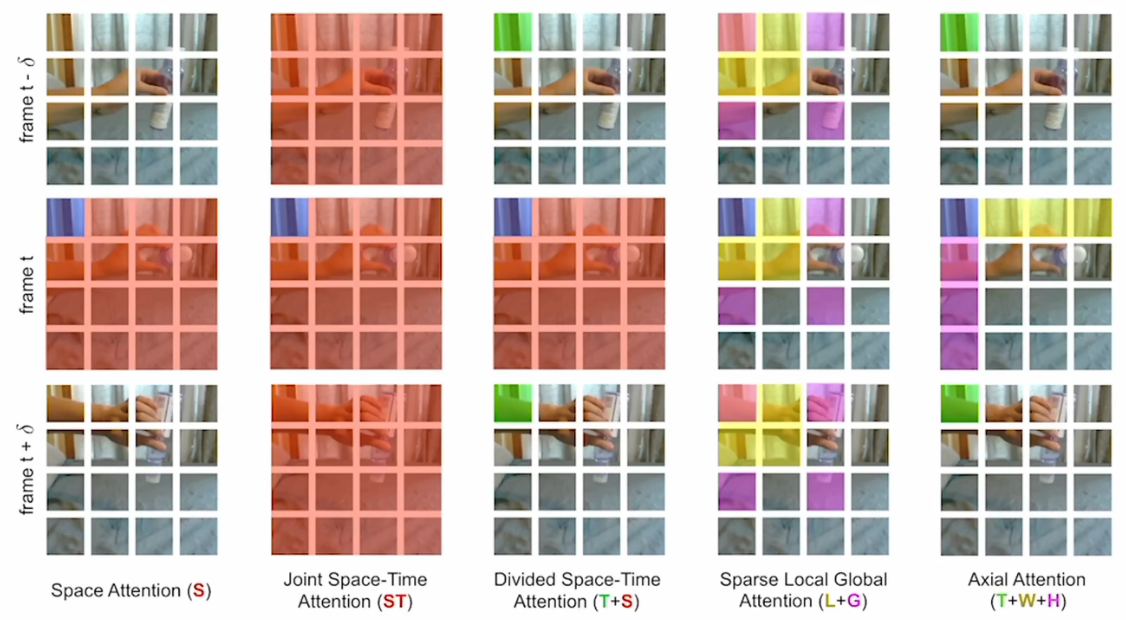 frame t - δ
frame t
frame t + δ
Space Attention (S)
Joint Space-Time
Attention (ST)
Divided Space-Time
Attention (T+S)
Sparse Local Global
Attention (L+G)
Axial Attention
(T+W+H)